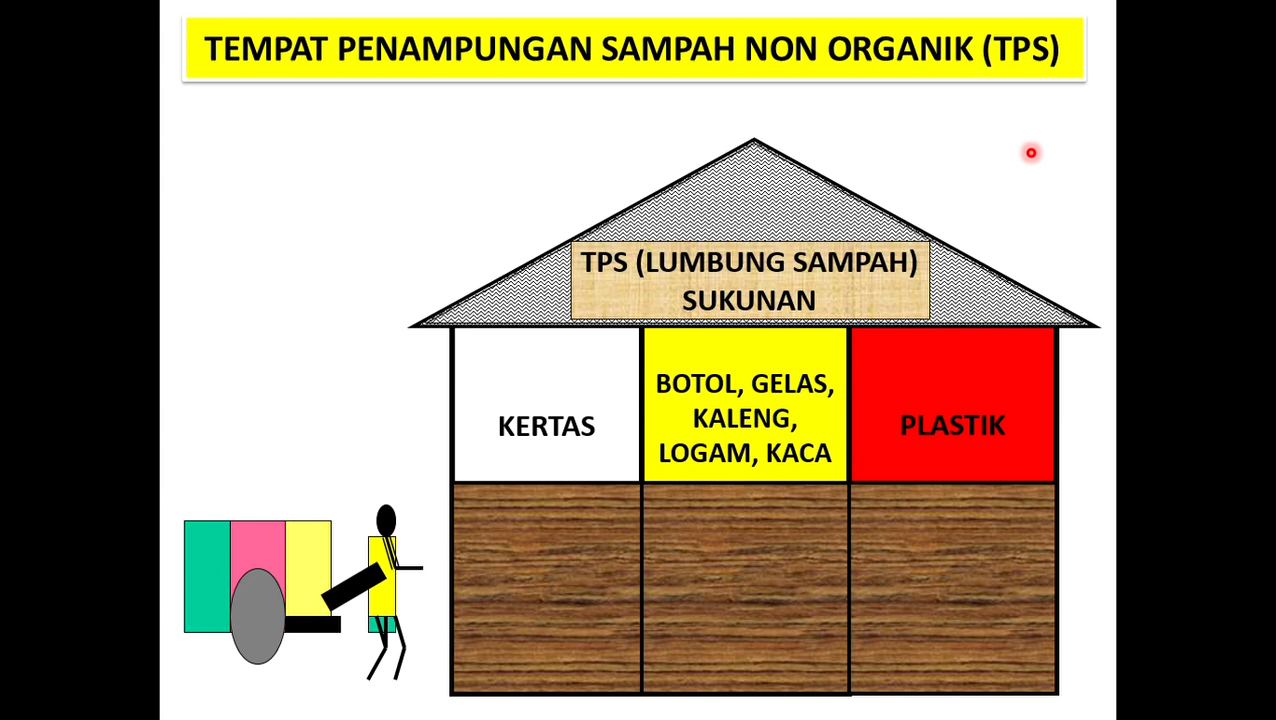 TEMPAT PENAMPUNGAN SAMPAH NON ORGANIK (TPS)
TPS (LUMBUNG SAMPAH)
SUKUNAN
KERTAS
BOTOL, GELAS,
KALENG,
LOGAM, KACA
PLASTIK